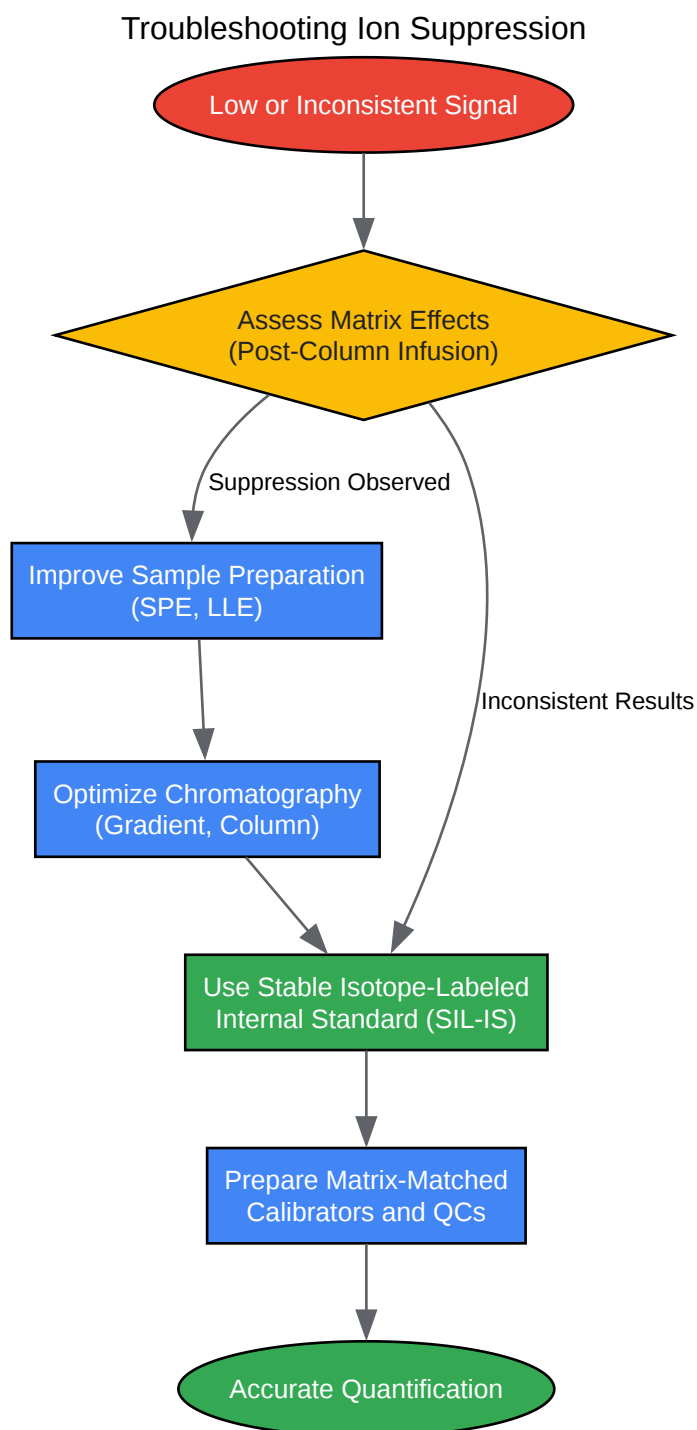 Troubleshooting Ion Suppression
Low or Inconsistent Signal
Assess Matrix Effects
(Post-Column Infusion)
Suppression Observed
Improve Sample Preparation
(SPE, LLE)
Inconsistent Results
Optimize Chromatography
(Gradient, Column)
Use Stable Isotope-Labeled
Internal Standard (SIL-IS)
Prepare Matrix-Matched
Calibrators and QCs
Accurate Quantification